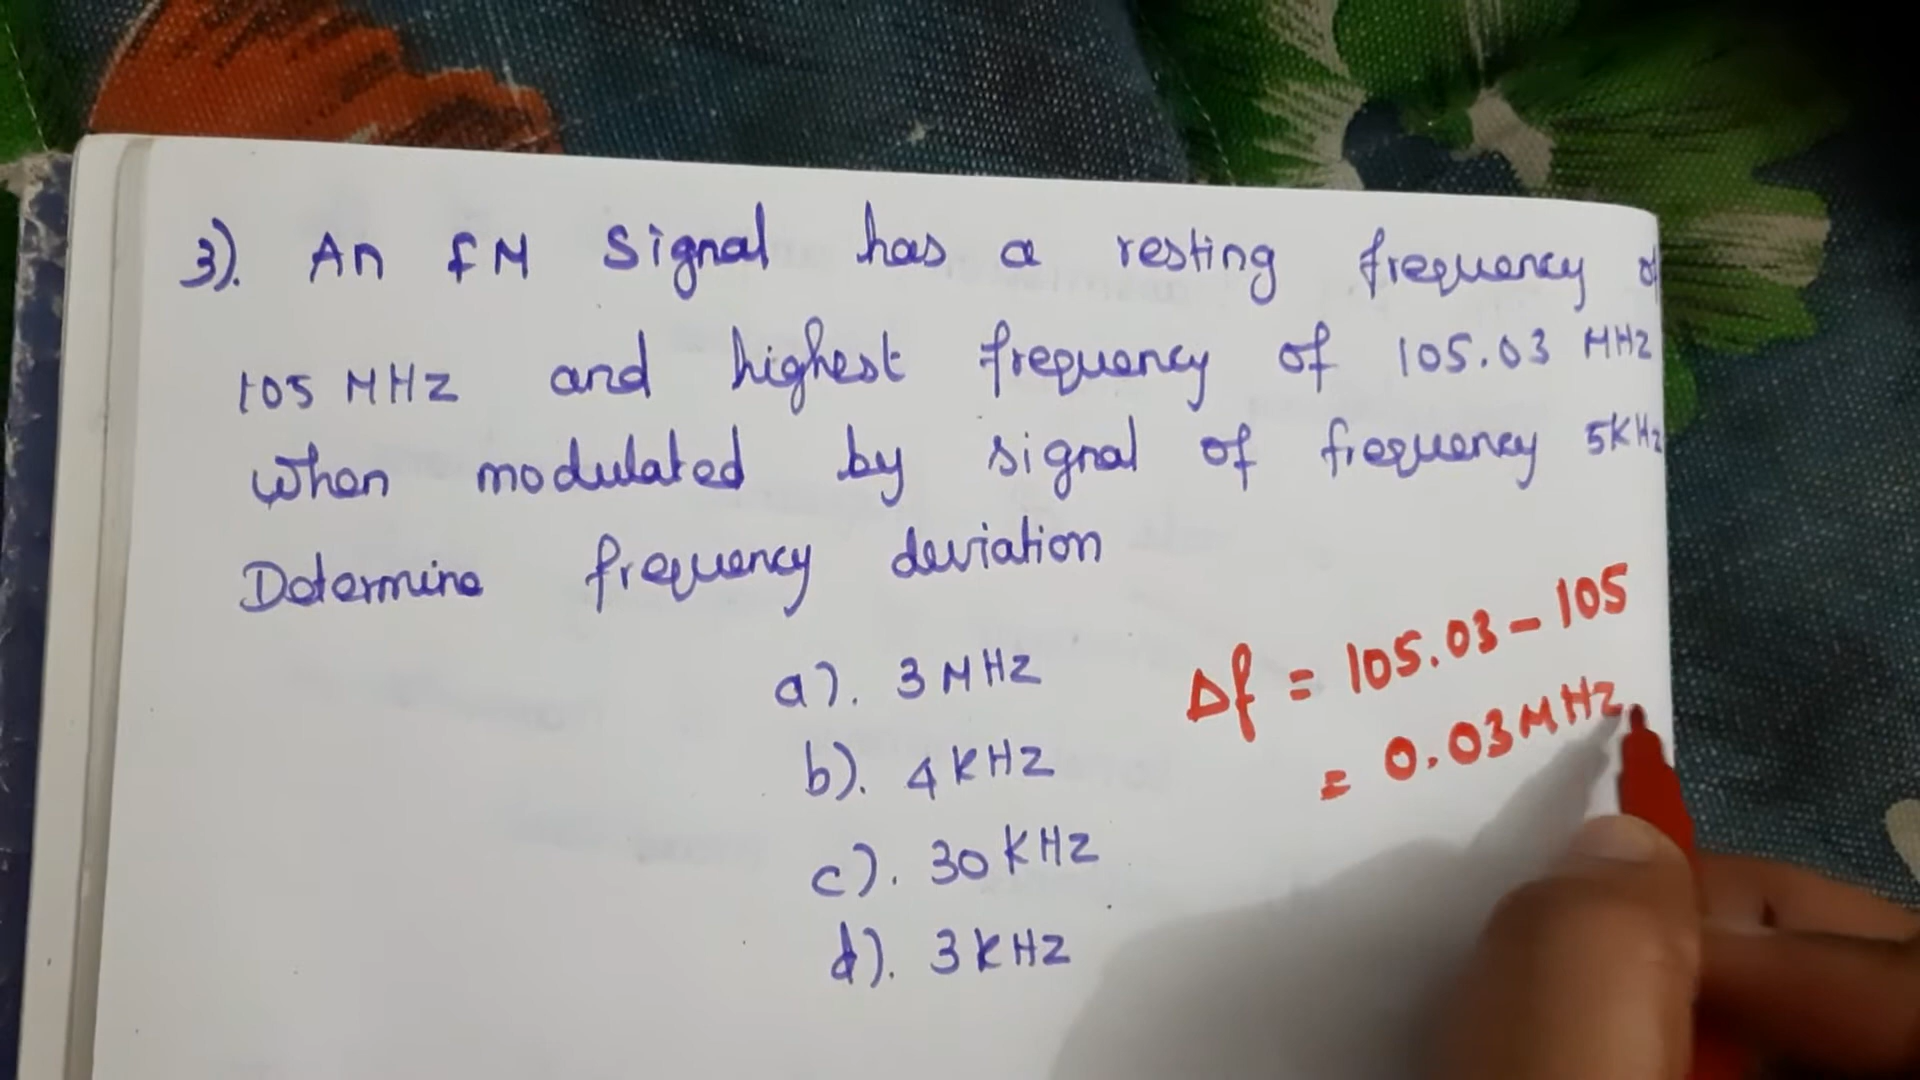 3). An FM Signal has a resting frequency of
105 MHz and highest frequency of 105.03 MHz
when modulated by signal of frequency 5KHz
Determine frequency deviation
a). 3 MHz
b). 4 KHz
c). 30 KHz
d). 3 KHz
Δf = 105.03 - 105
= 0.03 MHz